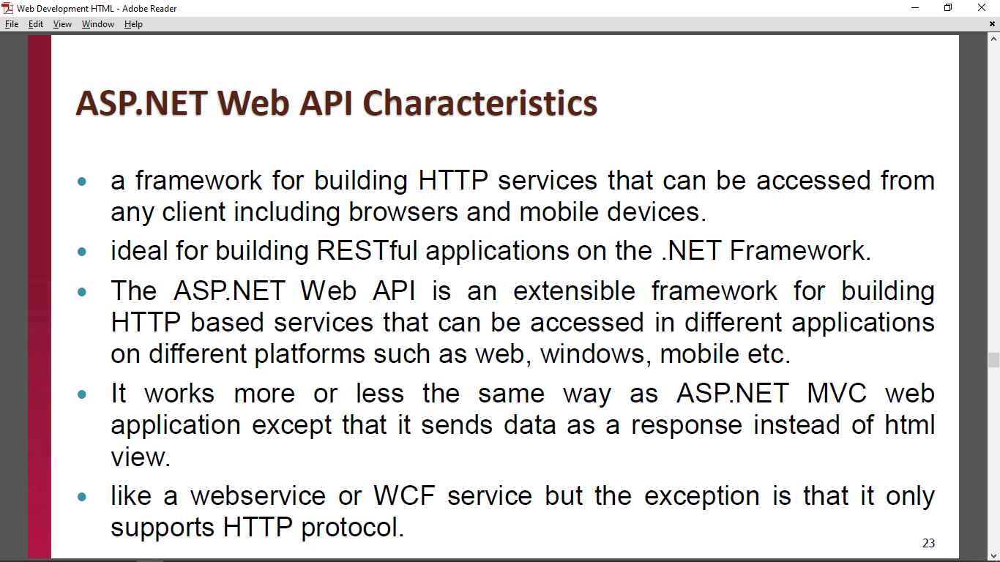 Web Development HTML - Adobe Reader
File Edit View Window Help
ASP.NET Web API Characteristics
• a framework for building HTTP services that can be accessed from
any client including browsers and mobile devices.
• ideal for building RESTful applications on the .NET Framework.
• The ASP.NET Web API is an extensible framework for building
HTTP based services that can be accessed in different applications
on different platforms such as web, windows, mobile etc.
• It works more or less the same way as ASP.NET MVC web
application except that it sends data as a response instead of html
view.
• like a webservice or WCF service but the exception is that it only
supports HTTP protocol.
23